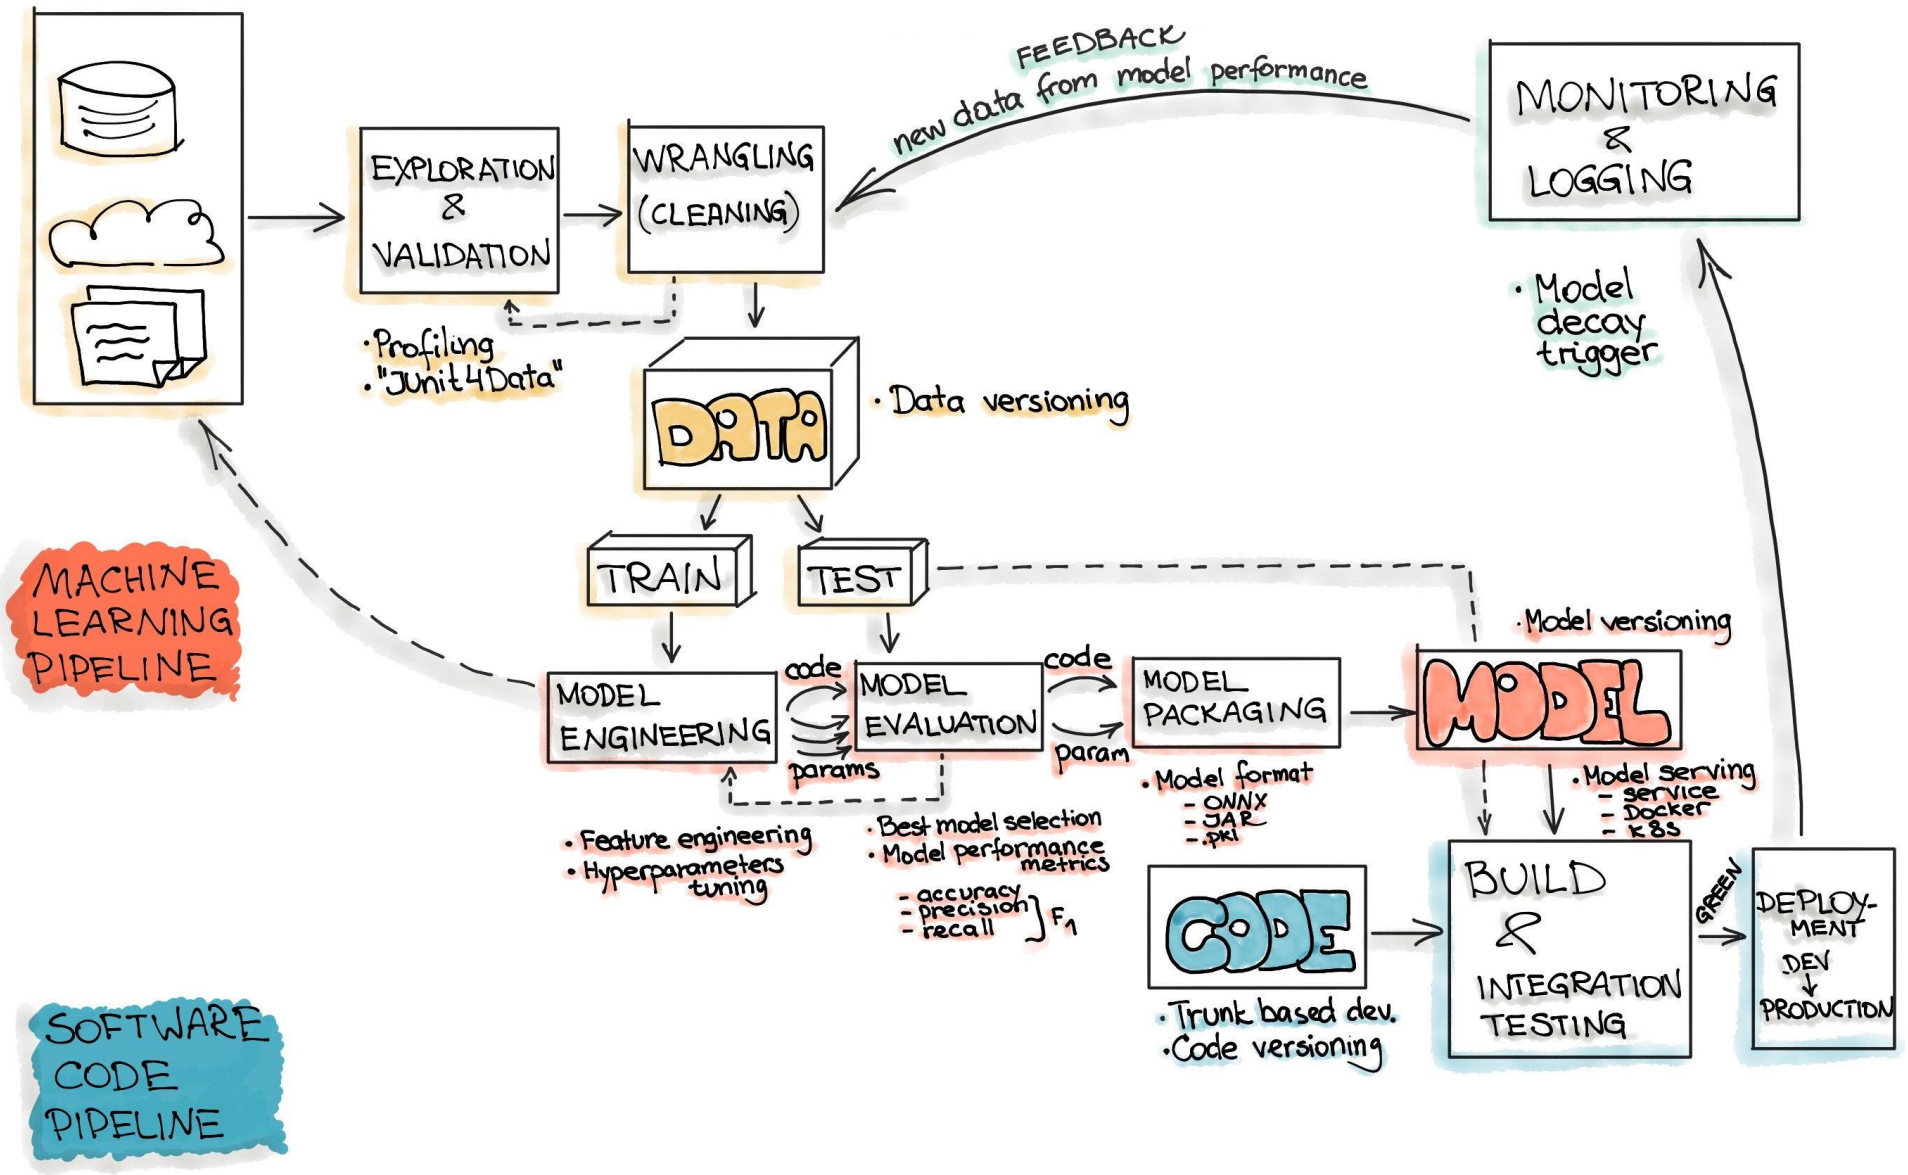 FEEDBACK
new data from model performance
MONITORING
&
LOGGING
EXPLORATION
&
VALIDATION
WRANGLING
(CLEANING)
· Model
decay
trigger
· Profiling
· "JUnit4Data"
DATA
· Data versioning
MACHINE
LEARNING
PIPELINE
TRAIN
TEST
· Model versioning
MODEL
ENGINEERING
code
params
MODEL
EVALUATION
code
param
MODEL
PACKAGING
MODEL
· Model format
- ONNX
- JAR
- .pkl
· Model serving
- service
- Docker
- K8s
· Feature engineering
· Hyperparameters
tuning
· Best model selection
· Model performance
metrics
- accuracy
- precision
- recall
F1
CODE
· Trunk based dev.
· Code versioning
BUILD
&
INTEGRATION
TESTING
GREEN
DEPLOY-
MENT
DEV
PRODUCTION
SOFTWARE
CODE
PIPELINE